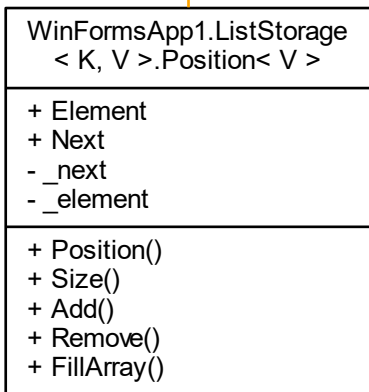 WinFormsApp1.ListStorage
< K, V >.Position< V >
+ Element
+ Next
- _next
- _element
+ Position()
+ Size()
+ Add()
+ Remove()
+ FillArray()